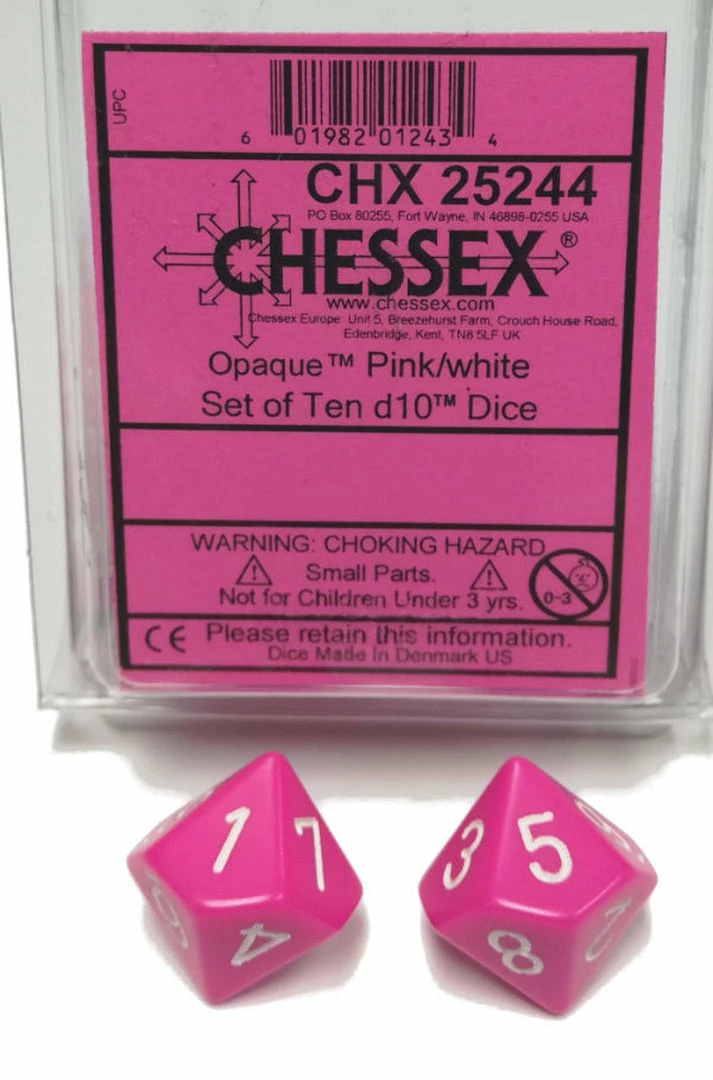 UPC
6 01982 01243 4
CHX 25244
PO Box 80255, Fort Wayne, IN 46898-0255 USA
CHESSEX®
www.chessex.com
Chessex Europe: Unit 5, Breezehurst Farm, Crouch House Road,
Edenbridge, Kent, TN8 5LF UK
Opaque™ Pink/white
Set of Ten d10™ Dice
WARNING: CHOKING HAZARD
Small Parts.
Not for Children Under 3 yrs.
0-3
CE Please retain this information.
Dice Made In Denmark US
1 7
4
3 5
8